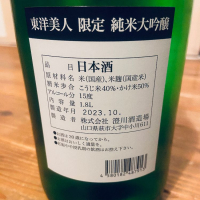 東洋美人 限定 純米大吟醸
品目 日本酒
原材料名 米(国産)、米麹(国産米)
精米歩合 こうじ米40%・かけ米50%
アルコール分 15度
内容量 1.8L
製造年月 2023.10.
製造者 株式会社 澄川酒造場
山口県萩市大字中小川611